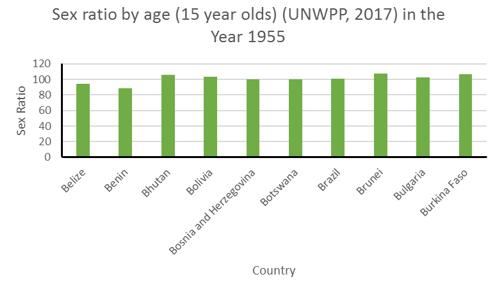 Sex ratio by age (15 year olds) (UNWPP, 2017) in the
Year 1955
120
100
80
60
40
20
0
Sex Ratio
Belize
Benin
Bhutan
Bolivia
Bosnia and Herzegovina
Botswana
Brazil
Brunei
Bulgaria
Burkina Faso
Country